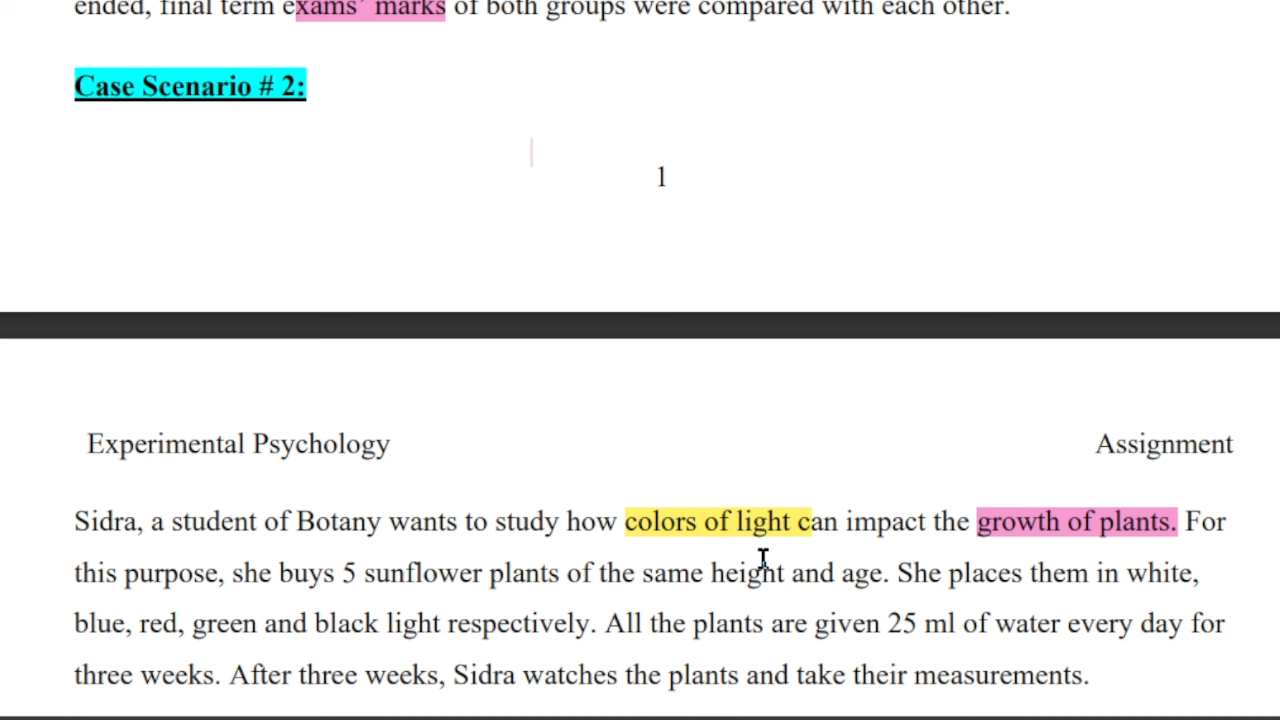 ended, final term exams' marks of both groups were compared with each other.
Case Scenario # 2:
1
Experimental Psychology Assignment
Sidra, a student of Botany wants to study how colors of light can impact the growth of plants. For
this purpose, she buys 5 sunflower plants of the same height and age. She places them in white,
blue, red, green and black light respectively. All the plants are given 25 ml of water every day for
three weeks. After three weeks, Sidra watches the plants and take their measurements.